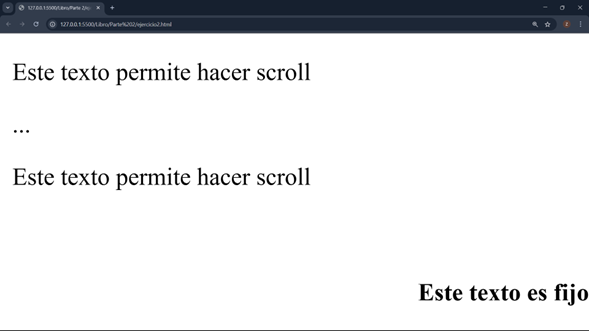 127.0.0.1:5500/Libro/Parte 2/e
127.0.0.1:5500/Libro/Parte%202/ejercicio2.html
Este texto permite hacer scroll
...
Este texto permite hacer scroll
Este texto es fijo